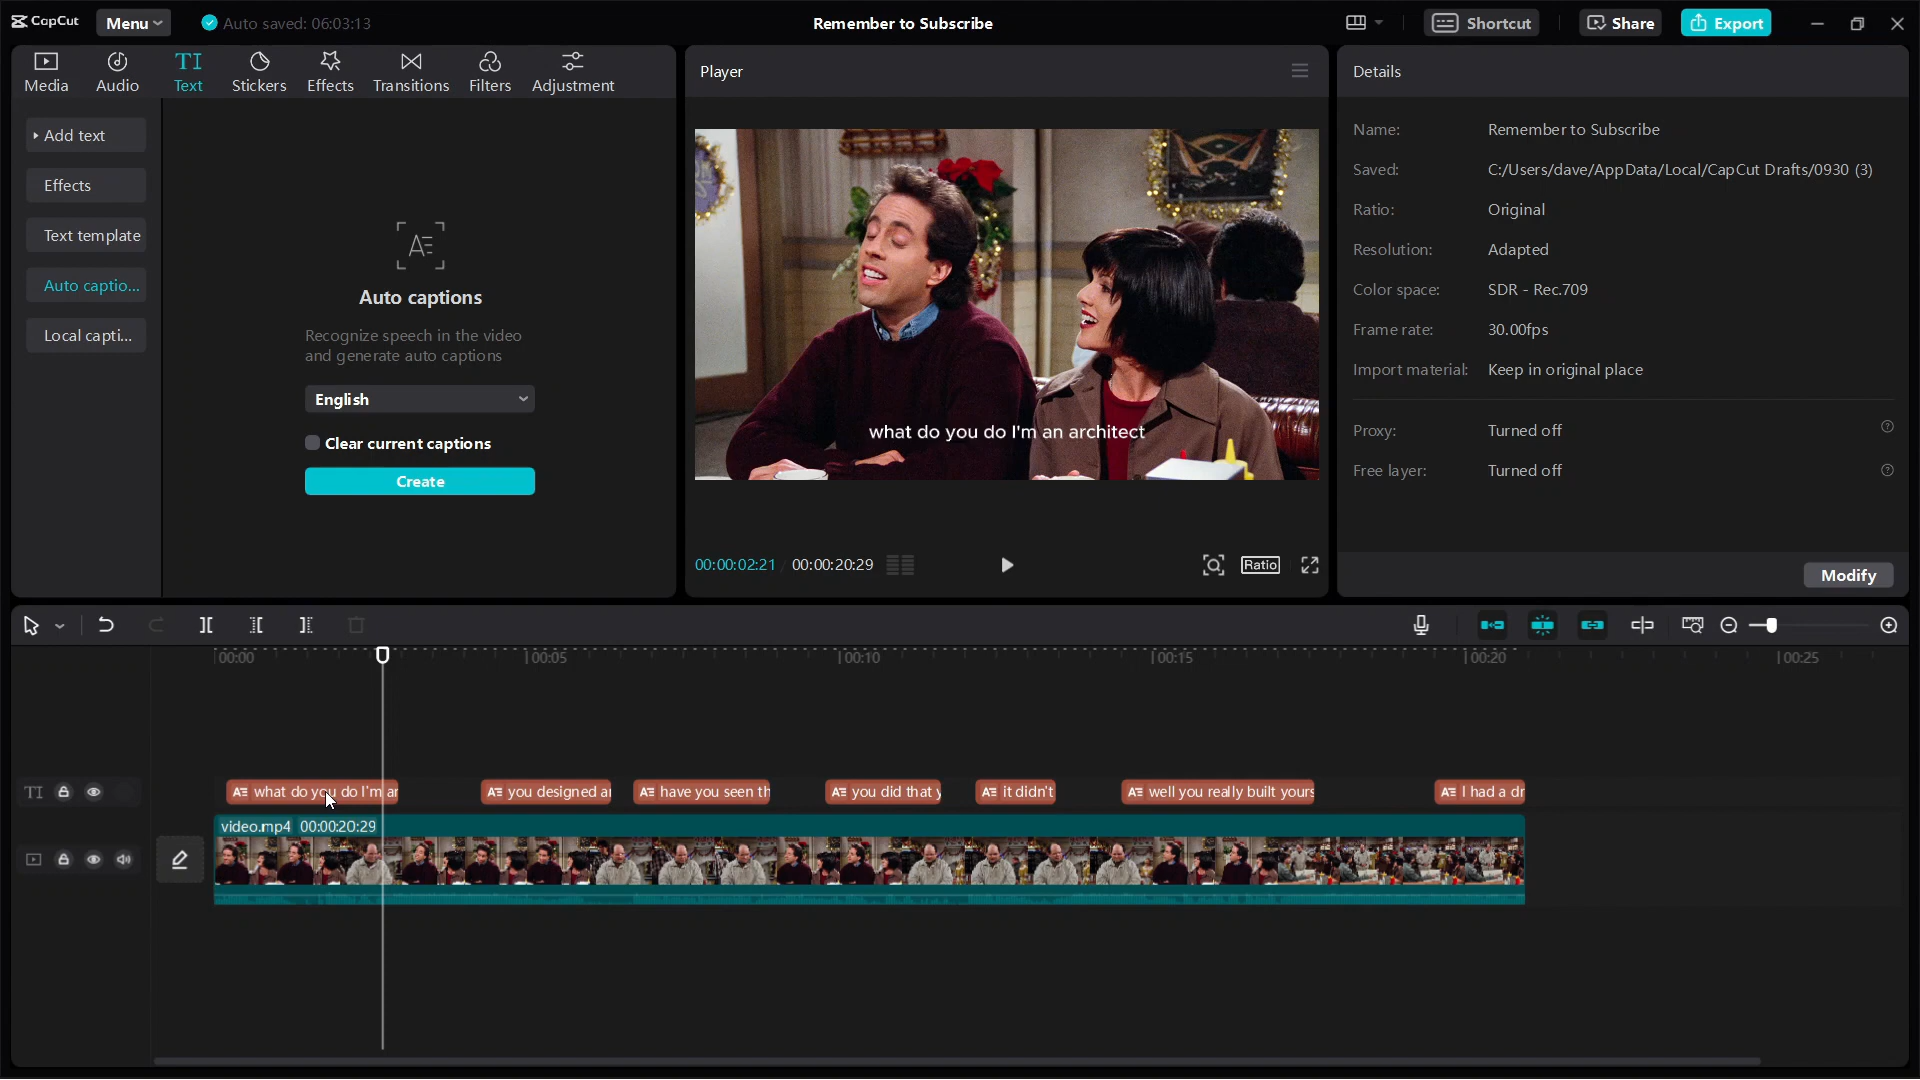 CapCut
Menu
Auto saved: 06:03:13
Remember to Subscribe
Shortcut
Share
Export
Media
Audio
TI
Text
Stickers
Effects
Transitions
Filters
Adjustment
Add text
Effects
Text template
Auto captio...
Local capti...
Auto captions
Recognize speech in the video
and generate auto captions
English
Clear current captions
Create
Player
what do you do I'm an architect
00:00:02:21
00:00:20:29
Ratio
Details
Name: Remember to Subscribe
Saved: C:/Users/dave/AppData/Local/CapCut Drafts/0930 (3)
Ratio: Original
Resolution: Adapted
Color space: SDR - Rec.709
Frame rate: 30.00fps
Import material: Keep in original place
Proxy: Turned off
Free layer: Turned off
Modify
00:00
00:05
00:10
00:15
00:20
00:25
TI
what do you do I'm ar
you designed a
have you seen th
you did that y
it didn't
well you really built yours
I had a dr
video.mp4 00:00:20:29